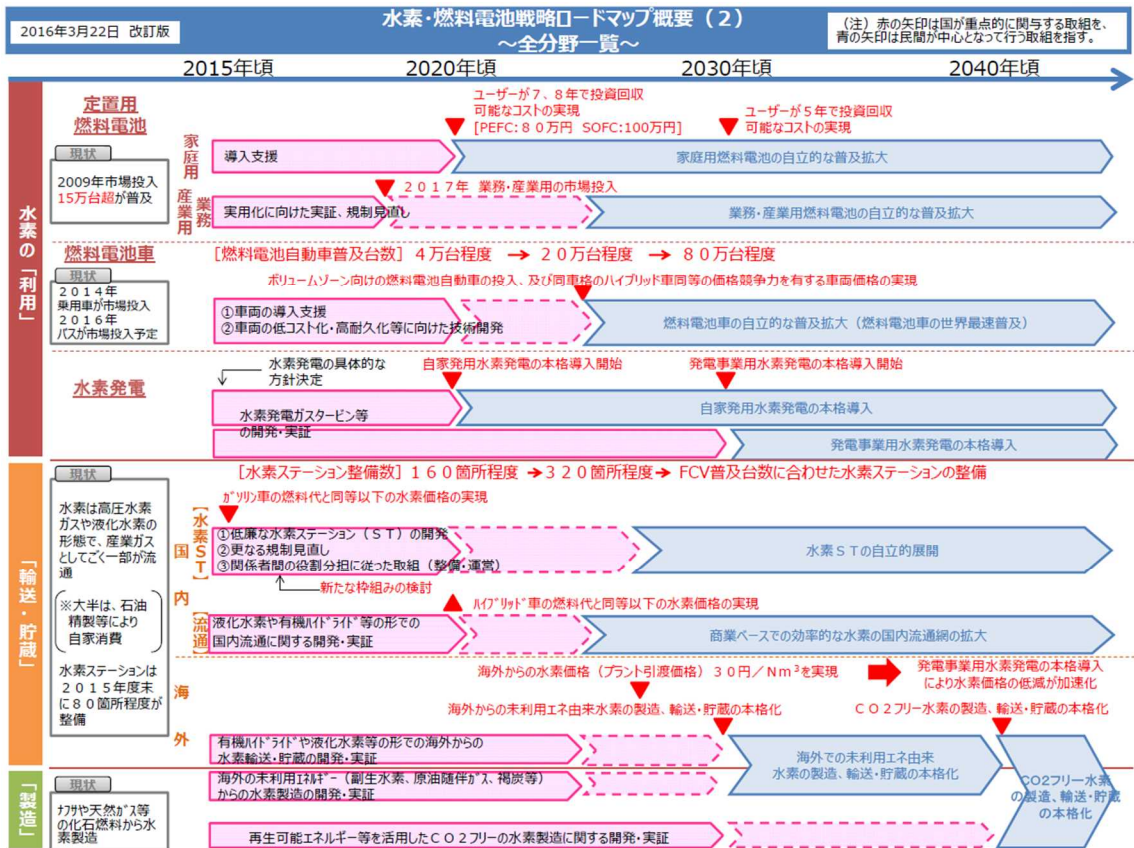 2016年3月22日 改訂版
水素・燃料電池戦略ロードマップ概要（2）
～全分野一覧～
（注） 赤の矢印は国が重点的に関与する取組を、
青の矢印は民間が中心となって行う取組を指す。
2015年頃
2020年頃
2030年頃
2040年頃
水素の「利用」
定置用
燃料電池
現状
2009年市場投入
15万台超が普及
ユーザーが７、８年で投資回収
可能なコストの実現
[PEFC:８０万円 SOFC:100万円]
ユーザーが５年で投資回収
可能なコストの実現
家庭用
導入支援
家庭用燃料電池の自立的な普及拡大
２０１７年 業務・産業用の市場投入
業務
産業用
実用化に向けた実証、規制見直し
業務・産業用燃料電池の自立的な普及拡大
燃料電池車
[燃料電池自動車普及台数] ４万台程度 → ２０万台程度 → ８０万台程度
現状
２０１４年
乗用車が市場投入
２０１６年
バスが市場投入予定
ボリュームゾーン向けの燃料電池自動車の投入、及び同車格のハイブリッド車同等の価格競争力を有する車両価格の実現
①車両の導入支援
②車両の低コスト化・高耐久化等に向けた技術開発
燃料電池車の自立的な普及拡大（燃料電池車の世界最速普及）
水素発電
水素発電の具体的な
方針決定
自家発用水素発電の本格導入開始
発電事業用水素発電の本格導入開始
水素発電ガスタービン等
の開発・実証
自家発用水素発電の本格導入
発電事業用水素発電の本格導入
「輸送・貯蔵」
現状
水素は高圧水素
ガスや液化水素の
形態で、産業ガス
としてごく一部が流
通
※大半は、石油
精製等により
自家消費
水素ステーションは
２０１５年度末
に８０箇所程度が
整備
[水素ステーション整備数] １６０箇所程度 →３２０箇所程度→ FCV普及台数に合わせた水素ステーションの整備
ｶﾞｿﾘﾝ車の燃料代と同等以下の水素価格の実現
国内
【水素ST】
①低廉な水素ステーション（ＳＴ）の開発
②更なる規制見直し
③関係者間の役割分担に従った取組（整備・運営）
水素ＳＴの自立的展開
新たな枠組みの検討
ﾊｲﾌﾞﾘｯﾄﾞ車の燃料代と同等以下の水素価格の実現
【流通】
液化水素や有機ﾊｲﾄﾞﾗｲﾄﾞ等の形での
国内流通に関する開発・実証
商業ベースでの効率的な水素の国内流通網の拡大
海外
海外からの水素価格（プラント引渡価格）３０円／Ｎｍ³を実現
発電事業用水素発電の本格導入
により水素価格の低減が加速化
海外からの未利用エネ由来水素の製造、輸送・貯蔵の本格化
ＣＯ２フリー水素の製造、輸送・貯蔵の本格化
有機ﾊｲﾄﾞﾗｲﾄﾞや液化水素等の形での海外からの
水素輸送・貯蔵の開発・実証
海外での未利用エネ由来
水素の製造、輸送・貯蔵の本格化
「製造」
現状
ﾅﾌｻや天然ｶﾞｽ等
の化石燃料から水
素製造
海外の未利用ｴﾈﾙｷﾞｰ（副生水素、原油随伴ｶﾞｽ、褐炭等）
からの水素製造の開発・実証
CO2フリー水素
の製造、輸送・貯蔵
の本格化
再生可能エネルギー等を活用したＣＯ２フリーの水素製造に関する開発・実証